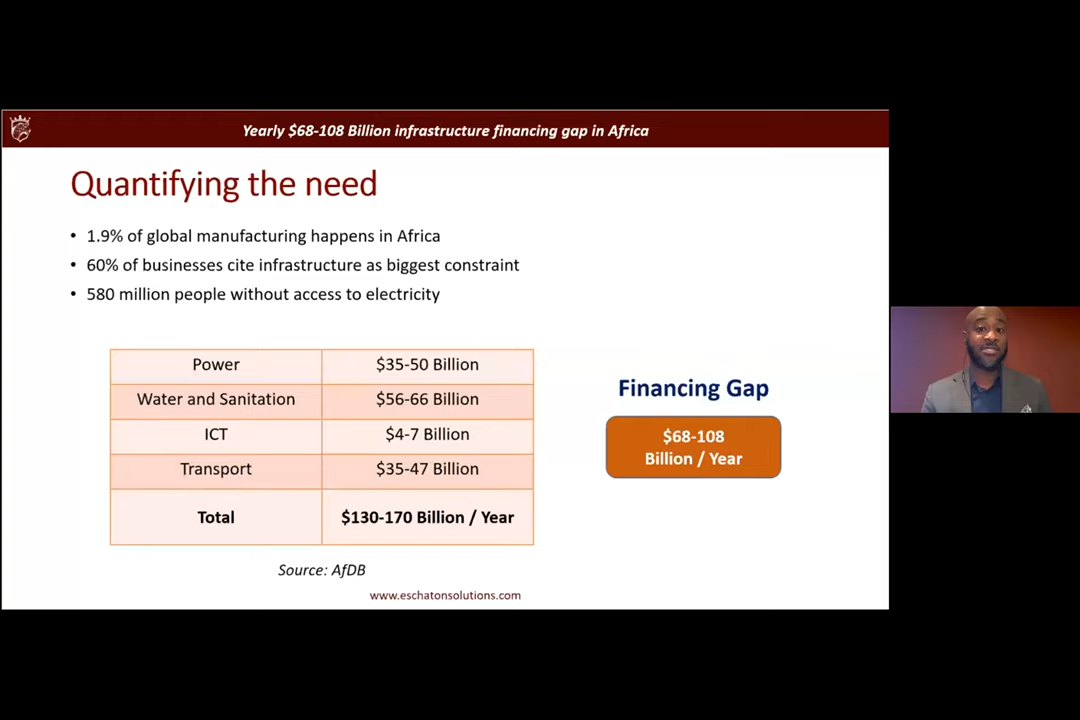 Yearly $68-108 Billion infrastructure financing gap in Africa
Quantifying the need
• 1.9% of global manufacturing happens in Africa
• 60% of businesses cite infrastructure as biggest constraint
• 580 million people without access to electricity
Power $35-50 Billion
Water and Sanitation $56-66 Billion
ICT $4-7 Billion
Transport $35-47 Billion
Total $130-170 Billion / Year
Financing Gap
$68-108
Billion / Year
Source: AfDB
www.eschatonsolutions.com